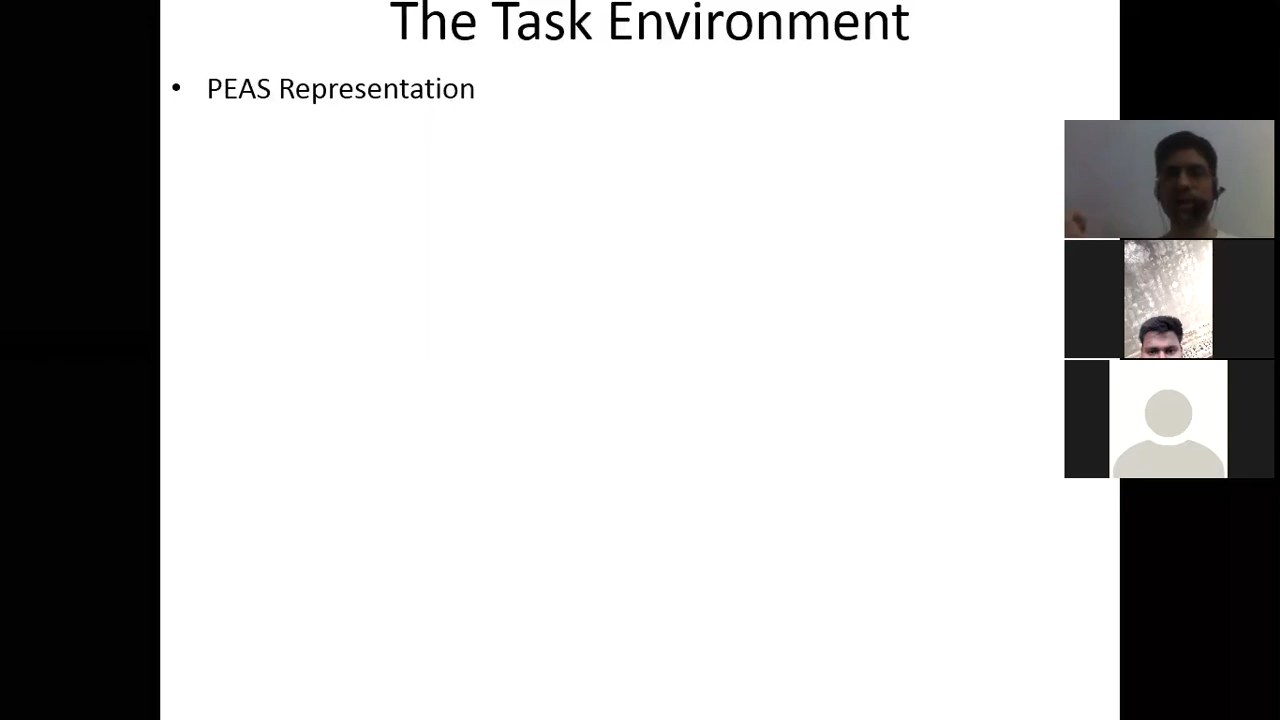 The Task Environment
• PEAS Representation